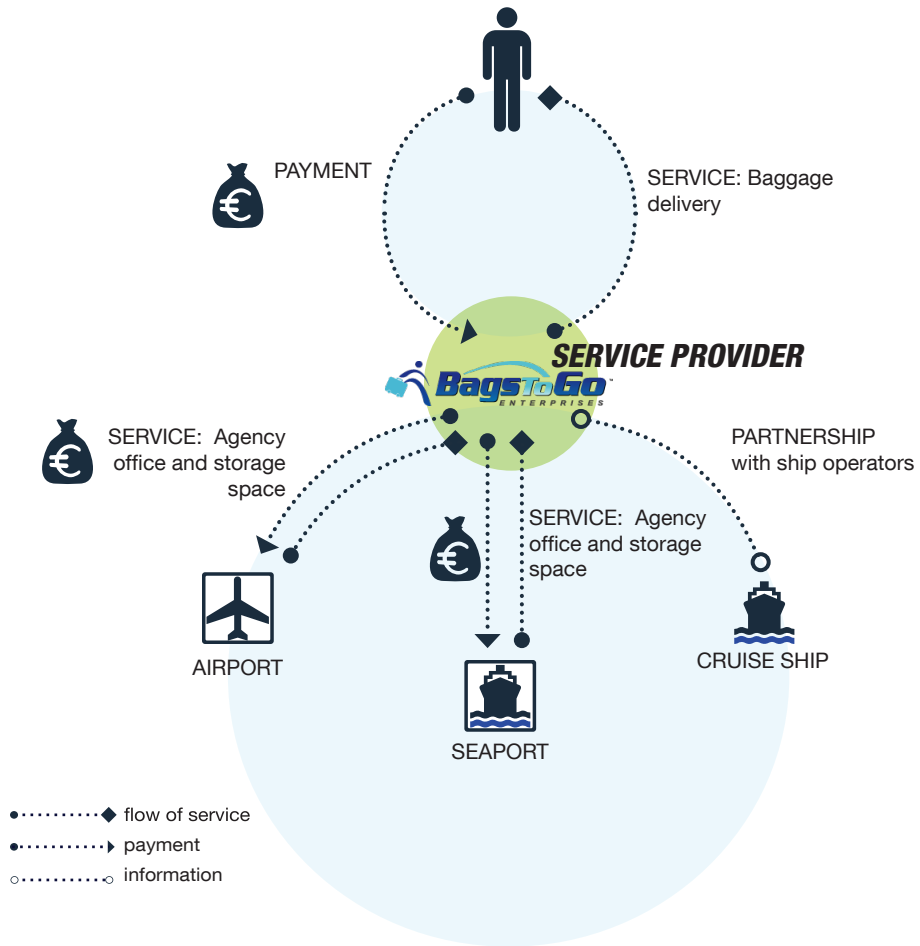 PAYMENT
SERVICE: Baggage
delivery
SERVICE PROVIDER
BagsToGo™
ENTERPRISES
SERVICE: Agency
office and storage
space
PARTNERSHIP
with ship operators
SERVICE: Agency
office and storage
space
AIRPORT
SEAPORT
CRUISE SHIP
flow of service
payment
information
€
€
€